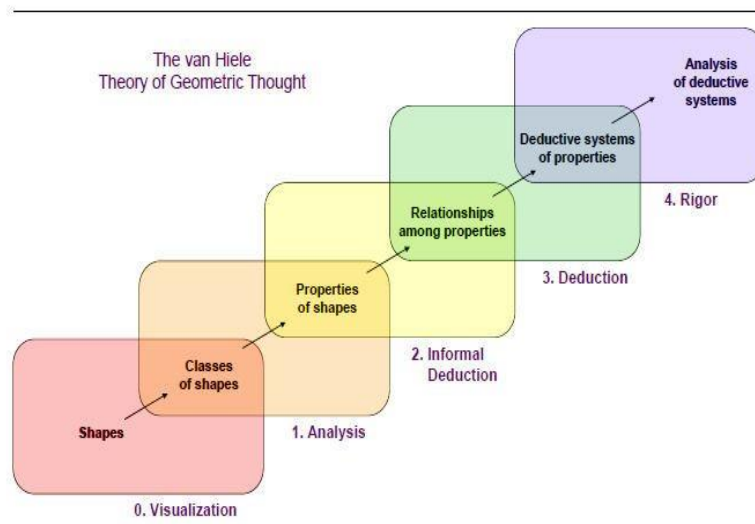 The van Hiele
Theory of Geometric Thought
Analysis
of deductive
systems
Deductive systems
of properties
4. Rigor
Relationships
among properties
3. Deduction
Properties
of shapes
2. Informal
Deduction
Classes
of shapes
1. Analysis
Shapes
0. Visualization